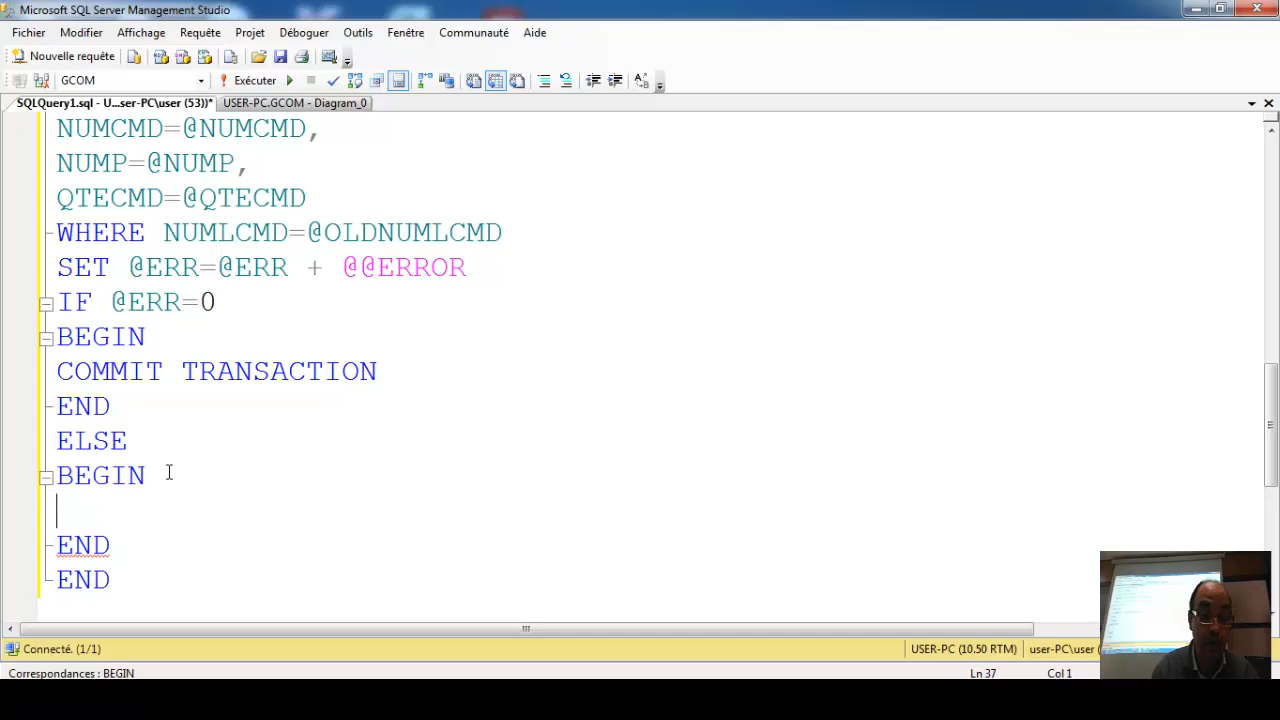 Microsoft SQL Server Management Studio
Fichier Modifier Affichage Requête Projet Déboguer Outils Fenêtre Communauté Aide
Nouvelle requête
GCOM Exécuter
SQLQuery1.sql - U...ser-PC\user (53))* USER-PC.GCOM - Diagram_0
NUMCMD=@NUMCMD,
NUMP=@NUMP,
QTECMD=@QTECMD
WHERE NUMLCMD=@OLDNUMLCMD
SET @ERR=@ERR + @@ERROR
IF @ERR=0
BEGIN
COMMIT TRANSACTION
END
ELSE
BEGIN
END
END
Connecté. (1/1) USER-PC (10.50 RTM) user-PC\user (
Correspondances : BEGIN Ln 37 Col 1